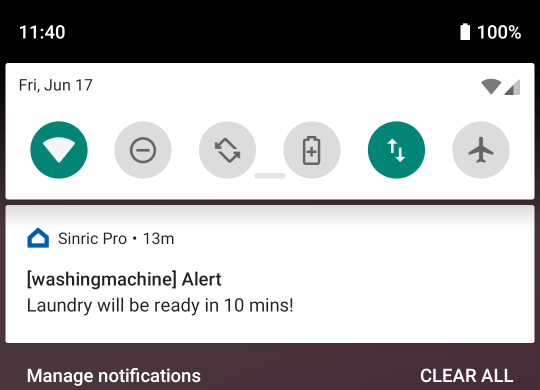 11:40 100%
Fri, Jun 17
Sinric Pro • 13m
[washingmachine] Alert
Laundry will be ready in 10 mins!
Manage notifications CLEAR ALL